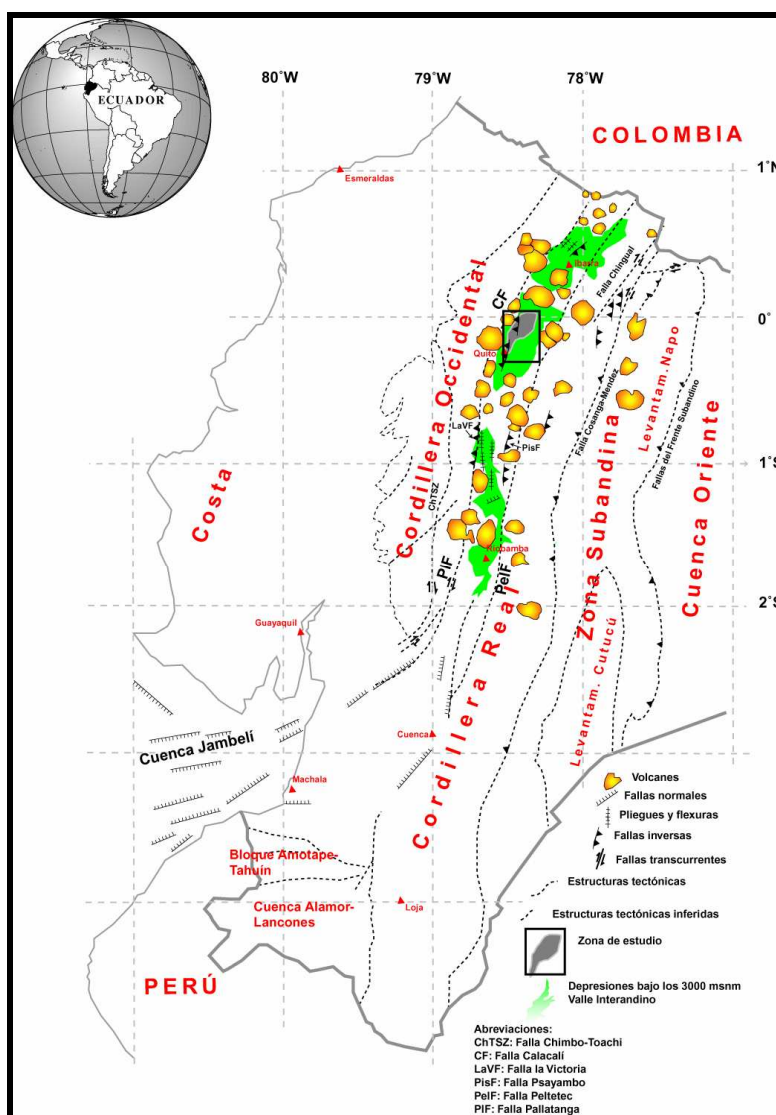 ECUADOR
80°W
79°W
78°W
COLOMBIA
1°N
Esmeraldas
Ibarra
Falla Chingual
CF
0°
Quito
Cordillera Occidental
Levantam. Napo
Falla Cosanga-Mendez
Fallas del Frente Subandino
LaVF
PisF
1°S
Costa
ChTSZ
Zona Subandina
Cuenca Oriente
Riobamba
PlF
PelF
2°S
Guayaquil
Cordillera Real
Levantam. Cutucú
Cuenca Jambelí
Cuenca
Machala
Bloque Amotape-
Tahuín
Cuenca Alamor-
Lancones
Loja
PERÚ
Volcanes
Fallas normales
Pliegues y flexuras
Fallas inversas
Fallas transcurrentes
Estructuras tectónicas
Estructuras tectónicas inferidas
Zona de estudio
Depresiones bajo los 3000 msnm
Valle Interandino
Abreviaciones:
ChTSZ: Falla Chimbo-Toachi
CF: Falla Calacalí
LaVF: Falla la Victoria
PisF: Falla Psayambo
PelF: Falla Peltetec
PlF: Falla Pallatanga